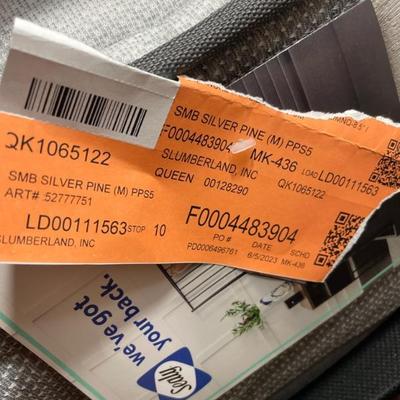 SMB SILVER PINE (M) PPS5
F0004483904 MK-436 LOAD LD00111563
SLUMBERLAND, INC QK1065122
QUEEN 00128290
QK1065122
SMB SILVER PINE (M) PPS5
ART# 52777751
LD00111563 STOP 10
SLUMBERLAND, INC
F0004483904
PO # DATE SCHD
PD0006496761 6/5/2023 MK-436
we've got
your back.
Sealy